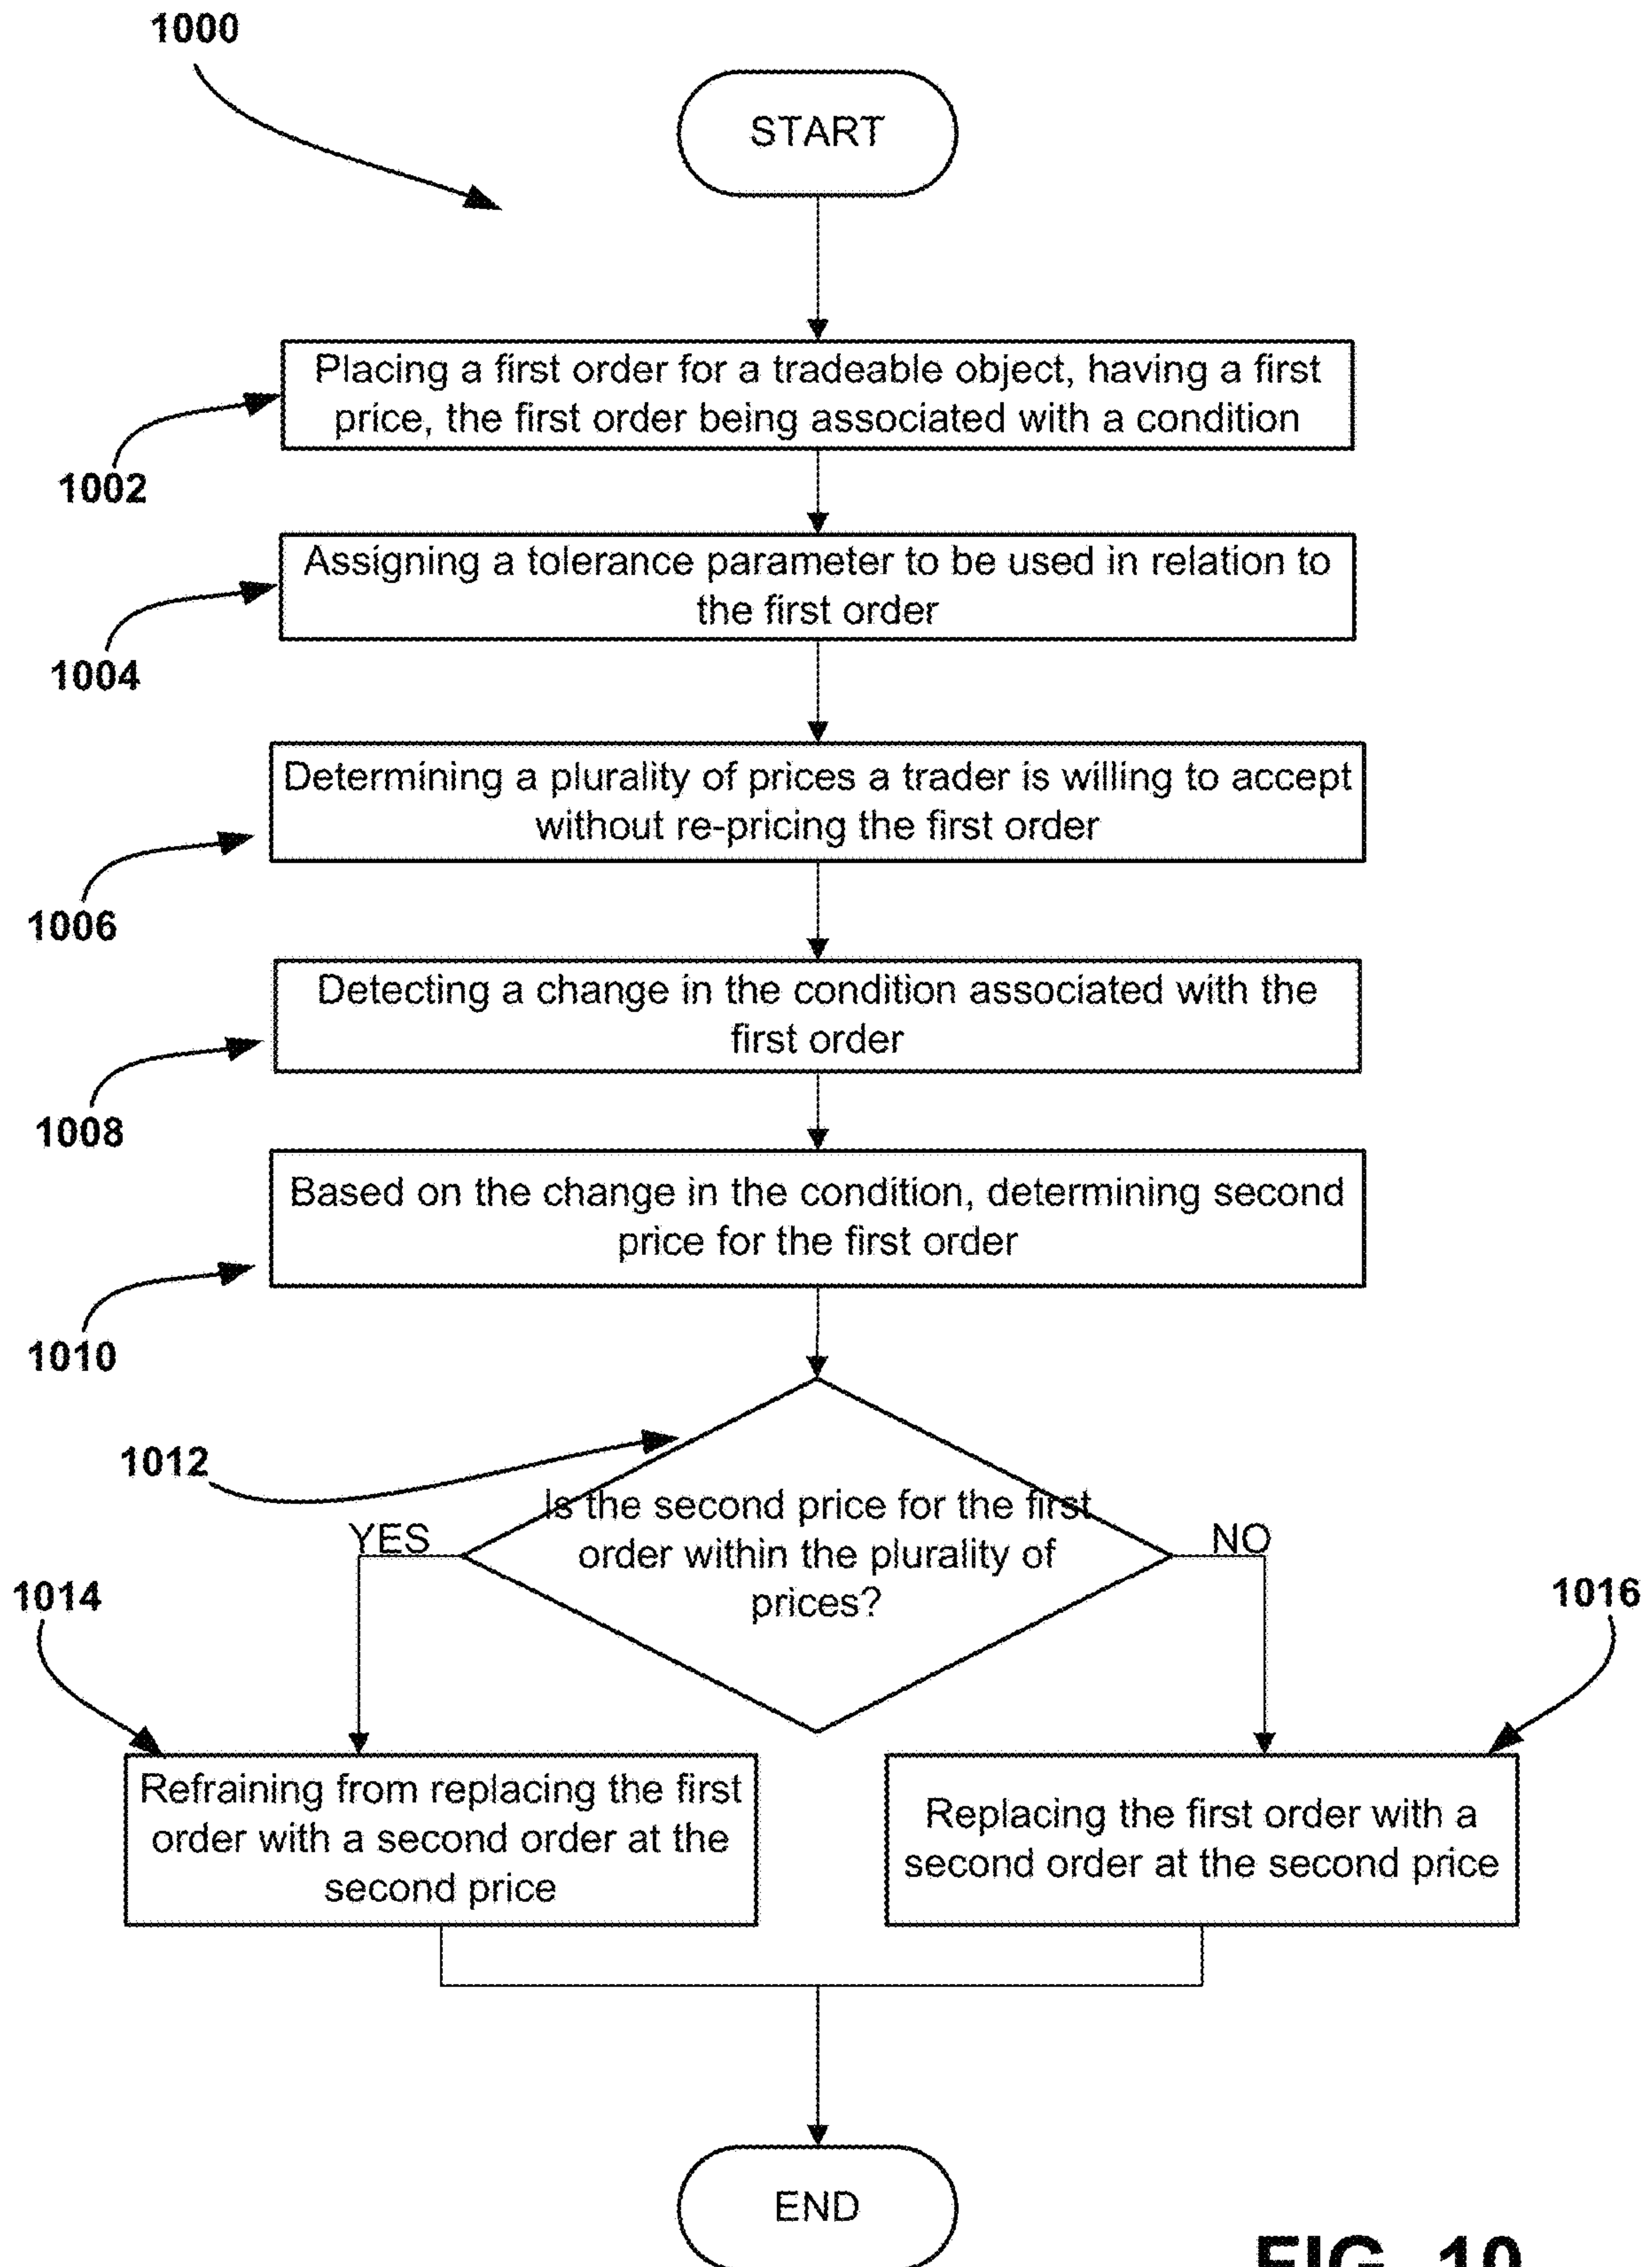 1000
START
Placing a first order for a tradeable object, having a first
price, the first order being associated with a condition
1002
Assigning a tolerance parameter to be used in relation to
the first order
1004
Determining a plurality of prices a trader is willing to accept
without re-pricing the first order
1006
Detecting a change in the condition associated with the
first order
1008
Based on the change in the condition, determining second
price for the first order
1010
1012
Is the second price for the first
order within the plurality of
prices?
YES
NO
1014
1016
Refraining from replacing the first
order with a second order at the
second price
Replacing the first order with a
second order at the second price
END
FIG. 10